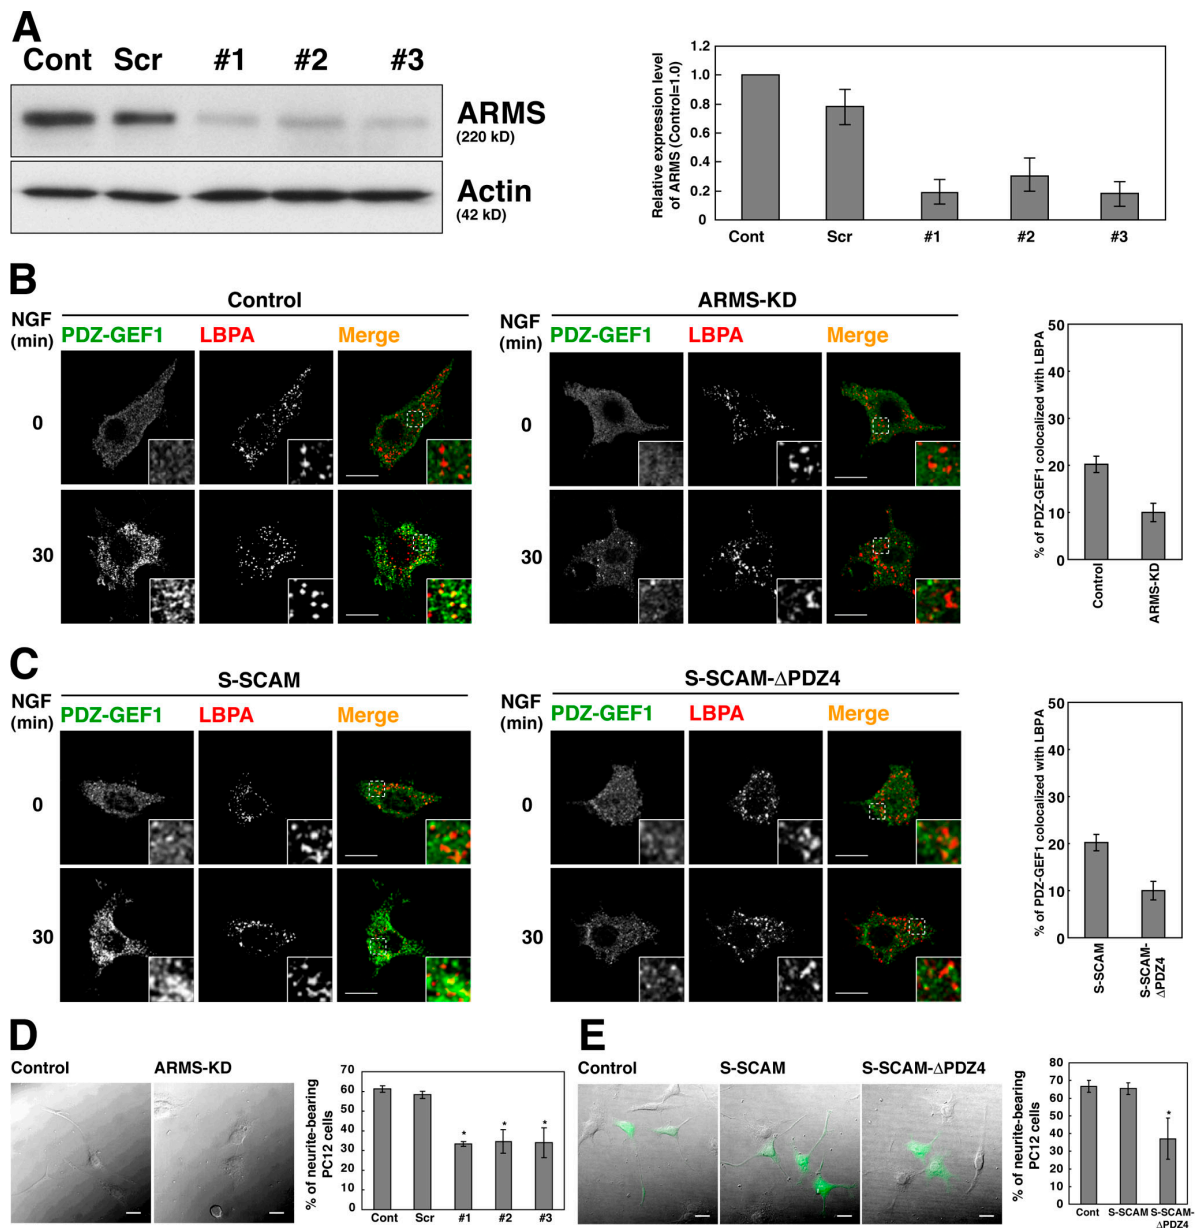 A
Cont Scr #1 #2 #3
ARMS
(220 kD)
Actin
(42 kD)
Relative expression level
of ARMS (Control=1.0)
1.2
1.0
0.8
0.6
0.4
0.2
0
Cont Scr #1 #2 #3
B
Control
NGF
(min)
PDZ-GEF1 LBPA Merge
0
30
ARMS-KD
NGF
(min)
PDZ-GEF1 LBPA Merge
0
30
% of PDZ-GEF1 colocalized with LBPA
50
40
30
20
10
0
Control
ARMS-KD
C
S-SCAM
NGF
(min)
PDZ-GEF1 LBPA Merge
0
30
S-SCAM-ΔPDZ4
NGF
(min)
PDZ-GEF1 LBPA Merge
0
30
% of PDZ-GEF1 colocalized with LBPA
50
40
30
20
10
0
S-SCAM
S-SCAM-
ΔPDZ4
D
Control ARMS-KD
% of neurite-bearing
PC12 cells
70
60
50
40
30
20
10
0
* * *
Cont Scr #1 #2 #3
E
Control S-SCAM S-SCAM-ΔPDZ4
% of neurite-bearing
PC12 cells
80
70
60
50
40
30
20
10
0
*
Cont S-SCAM S-SCAM-
ΔPDZ4